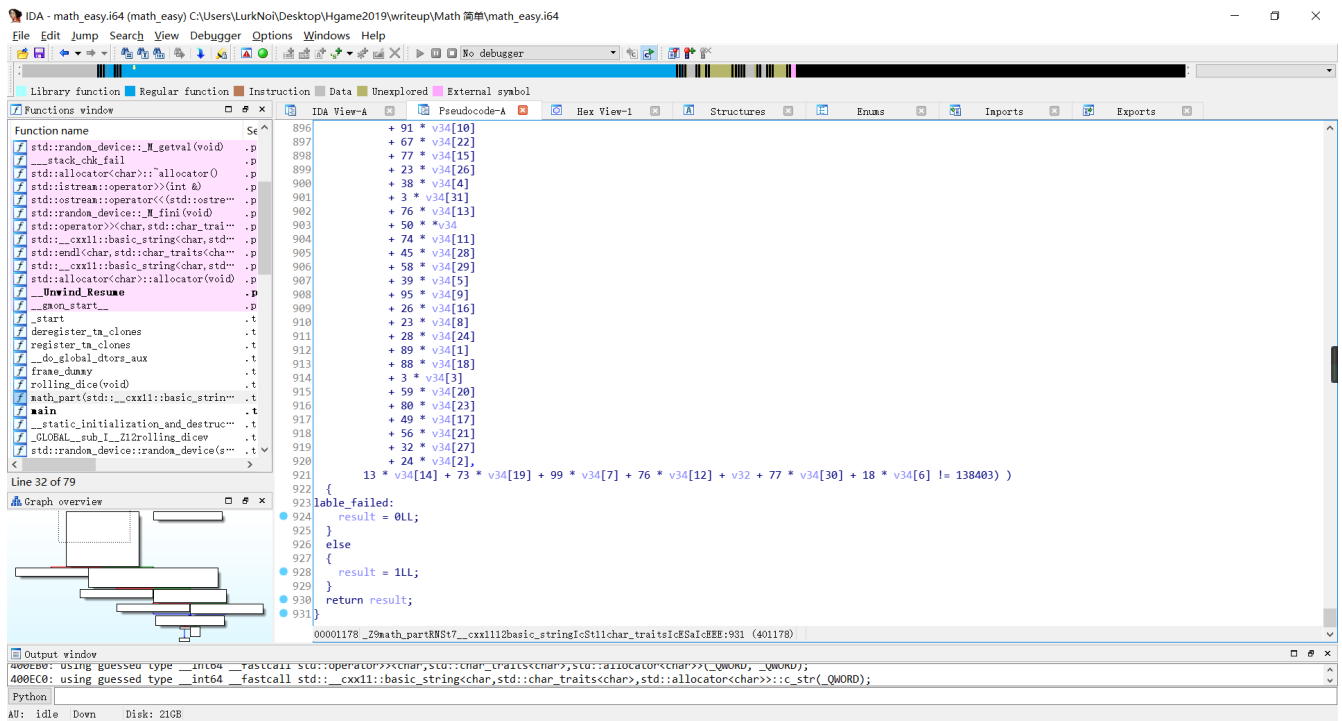 IDA - math_easy.i64 (math_easy) C:\Users\LurkNoi\Desktop\Hgame2019\writeup\Math 简单\math_easy.i64
File Edit Jump Search View Debugger Options Windows Help
No debugger
Library function Regular function Instruction Data Unexplored External symbol
Functions window
IDA View-A Pseudocode-A Hex View-1 Structures Enums Imports Exports
Function name Se
std::random_device::_M_getval(void) .p
___stack_chk_fail .p
std::allocator<char>::~allocator() .p
std::istream::operator>>(int &) .p
std::ostream::operator<<(std::ostre… .p
std::random_device::_M_fini(void) .p
std::operator>><char,std::char_trai… .p
std::__cxx11::basic_string<char,std… .p
std::endl<char,std::char_traits<cha… .p
std::__cxx11::basic_string<char,std… .p
std::allocator<char>::allocator(void) .p
__Unwind_Resume .p
__gmon_start__ .p
_start .t
deregister_tm_clones .t
register_tm_clones .t
__do_global_dtors_aux .t
frame_dummy .t
rolling_dice(void) .t
math_part(std::__cxx11::basic_strin… .t
main .t
__static_initialization_and_destruc… .t
_GLOBAL__sub_I__Z12rolling_dicev .t
std::random_device::random_device(s… .t
Line 32 of 79
Graph overview
896 + 91 * v34[10]
897 + 67 * v34[22]
898 + 77 * v34[15]
899 + 23 * v34[26]
900 + 38 * v34[4]
901 + 3 * v34[31]
902 + 76 * v34[13]
903 + 50 * *v34
904 + 74 * v34[11]
905 + 45 * v34[28]
906 + 58 * v34[29]
907 + 39 * v34[5]
908 + 95 * v34[9]
909 + 26 * v34[16]
910 + 23 * v34[8]
911 + 28 * v34[24]
912 + 89 * v34[1]
913 + 88 * v34[18]
914 + 3 * v34[3]
915 + 59 * v34[20]
916 + 80 * v34[23]
917 + 49 * v34[17]
918 + 56 * v34[21]
919 + 32 * v34[27]
920 + 24 * v34[2],
921 13 * v34[14] + 73 * v34[19] + 99 * v34[7] + 76 * v34[12] + v32 + 77 * v34[30] + 18 * v34[6] != 138403) )
922 {
923 lable_failed:
924 result = 0LL;
925 }
926 else
927 {
928 result = 1LL;
929 }
930 return result;
931 }
00001178 _Z9math_partRNSt7__cxx1112basic_stringIcSt11char_traitsIcESaIcEEE:931 (401178)
Output window
400EB0: using guessed type __int64 __fastcall std::operator>><char,std::char_traits<char>,std::allocator<char>>(_QWORD, _QWORD);
400EC0: using guessed type __int64 __fastcall std::__cxx11::basic_string<char,std::char_traits<char>,std::allocator<char>>::c_str(_QWORD);
Python
AU: idle Down Disk: 21GB